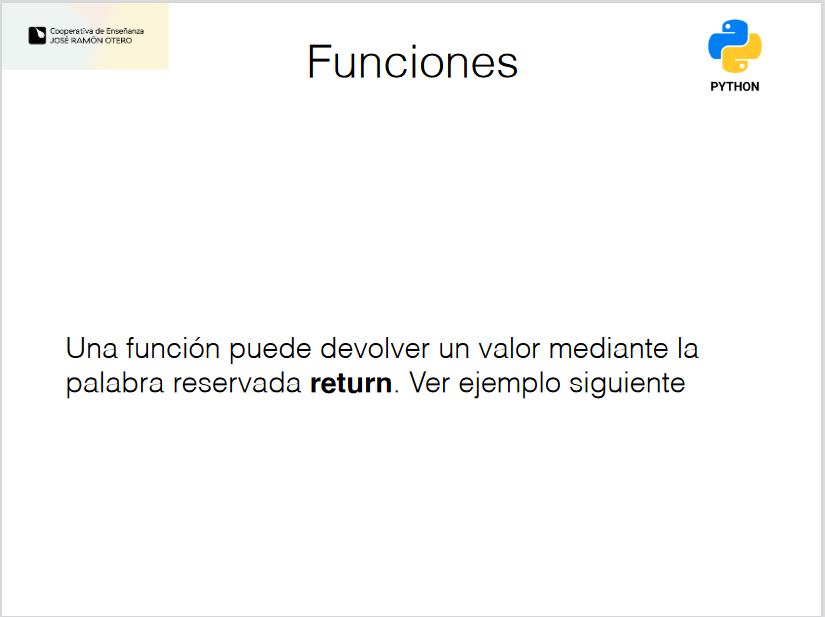 Cooperativa de Enseñanza
JOSÉ RAMÓN OTERO
Funciones
PYTHON
Una función puede devolver un valor mediante la
palabra reservada return. Ver ejemplo siguiente